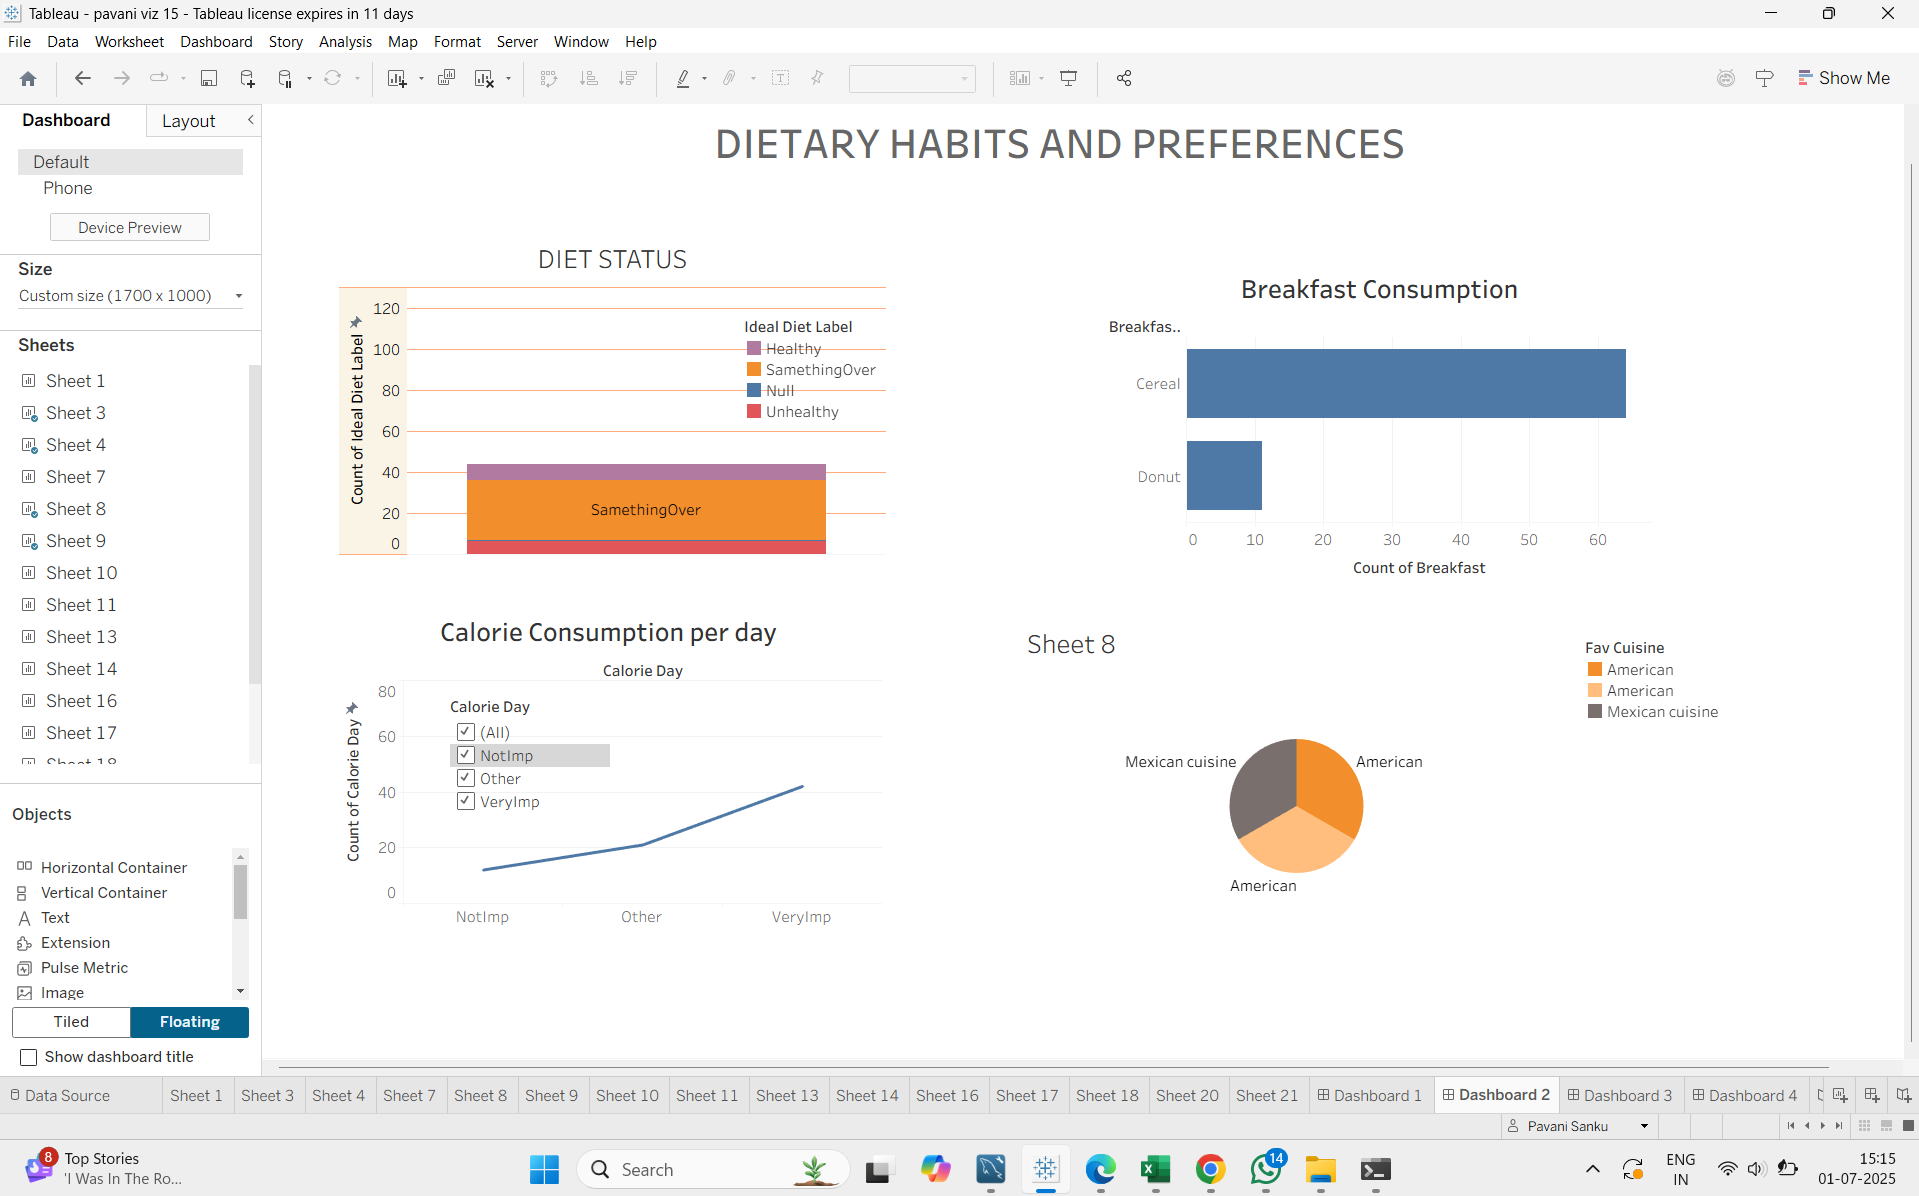 Tableau - pavani viz 15 - Tableau license expires in 11 days
File Data Worksheet Dashboard Story Analysis Map Format Server Window Help
Show Me
Dashboard Layout
Default
Phone
Device Preview
Size
Custom size (1700 x 1000)
Sheets
Sheet 1
Sheet 3
Sheet 4
Sheet 7
Sheet 8
Sheet 9
Sheet 10
Sheet 11
Sheet 13
Sheet 14
Sheet 16
Sheet 17
Sheet 18
Objects
Horizontal Container
Vertical Container
Text
Extension
Pulse Metric
Image
Tiled Floating
Show dashboard title
DIETARY HABITS AND PREFERENCES
DIET STATUS
Count of Ideal Diet Label
120
100
80
60
40
20
0
Ideal Diet Label
Healthy
SamethingOver
Null
Unhealthy
SamethingOver
Breakfast Consumption
Breakfas..
Cereal
Donut
0 10 20 30 40 50 60
Count of Breakfast
Calorie Consumption per day
Calorie Day
Count of Calorie Day
80
60
40
20
0
Calorie Day
(All)
NotImp
Other
VeryImp
NotImp Other VeryImp
Sheet 8
Fav Cuisine
American
American
Mexican cuisine
Mexican cuisine
American
American
Data Source Sheet 1 Sheet 3 Sheet 4 Sheet 7 Sheet 8 Sheet 9 Sheet 10 Sheet 11 Sheet 13 Sheet 14 Sheet 16 Sheet 17 Sheet 18 Sheet 20 Sheet 21 Dashboard 1 Dashboard 2 Dashboard 3 Dashboard 4
Pavani Sanku
8
Top Stories
'I Was In The Ro...
Search
14
ENG
IN
15:15
01-07-2025